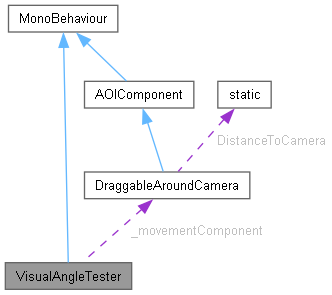 MonoBehaviour
AOIComponent
static
DistanceToCamera
DraggableAroundCamera
_movementComponent
VisualAngleTester